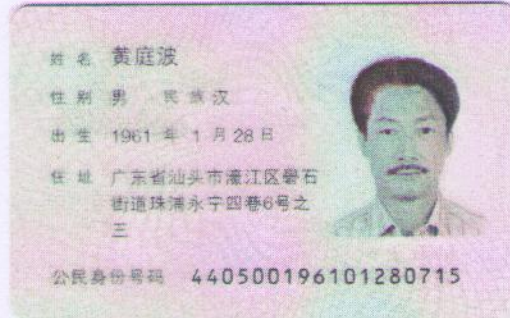 姓名 黄庭波
性别 男 民族 汉
出生 1961 年 1 月 28 日
住址 广东省汕头市濠江区礐石
街道珠浦永宁四巷6号之
三
公民身份号码 440500196101280715